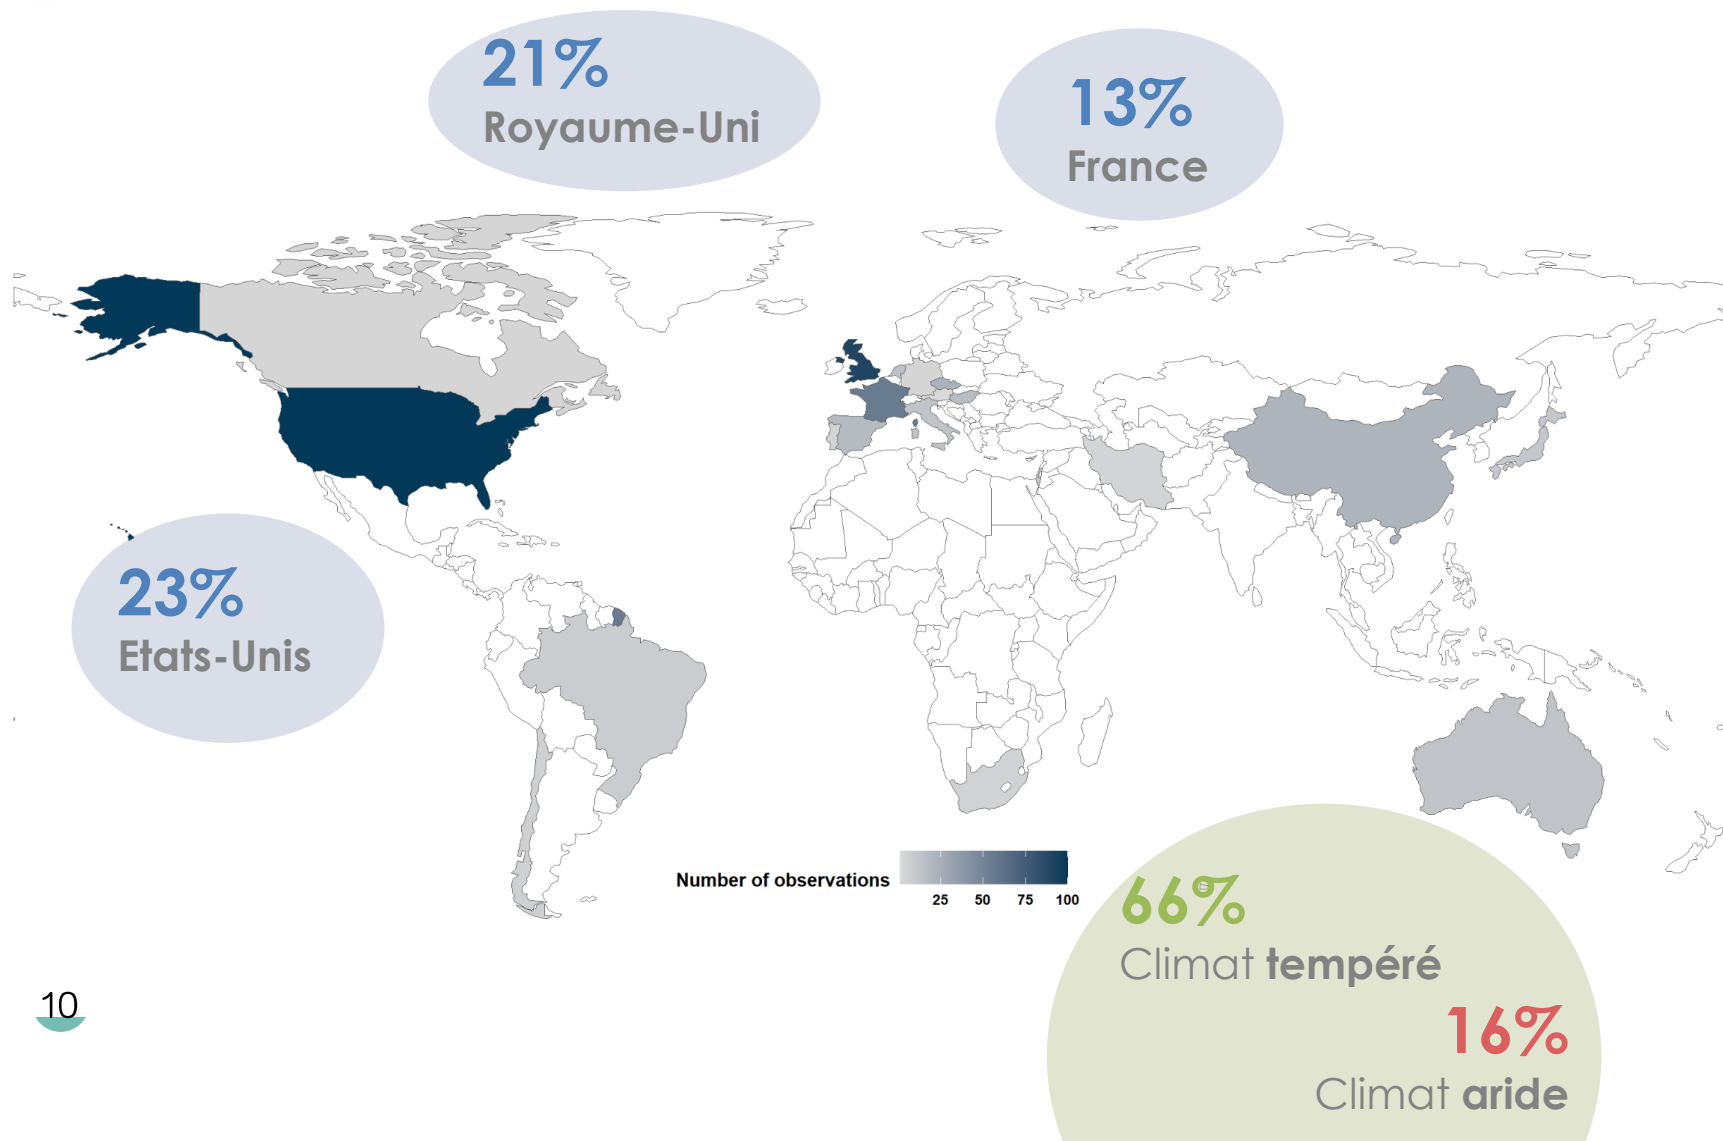 21%
Royaume-Uni
13%
France
23%
Etats-Unis
Number of observations
25 50 75 100
66%
Climat tempéré
16%
Climat aride
10